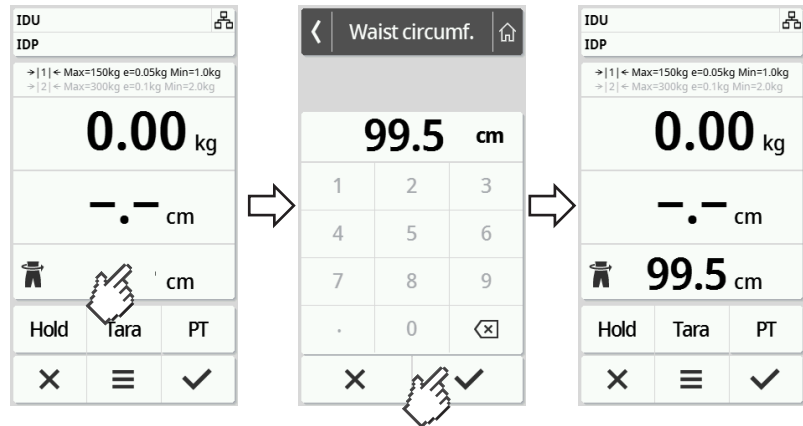 IDU
IDP
→|1|← Max=150kg e=0.05kg Min=1.0kg
→|2|← Max=300kg e=0.1kg Min=2.0kg
0.00 kg
–.– cm
cm
Hold Tara PT
Waist circumf.
99.5 cm
1 2 3
4 5 6
7 8 9
. 0
IDU
IDP
→|1|← Max=150kg e=0.05kg Min=1.0kg
→|2|← Max=300kg e=0.1kg Min=2.0kg
0.00 kg
–.– cm
99.5 cm
Hold Tara PT